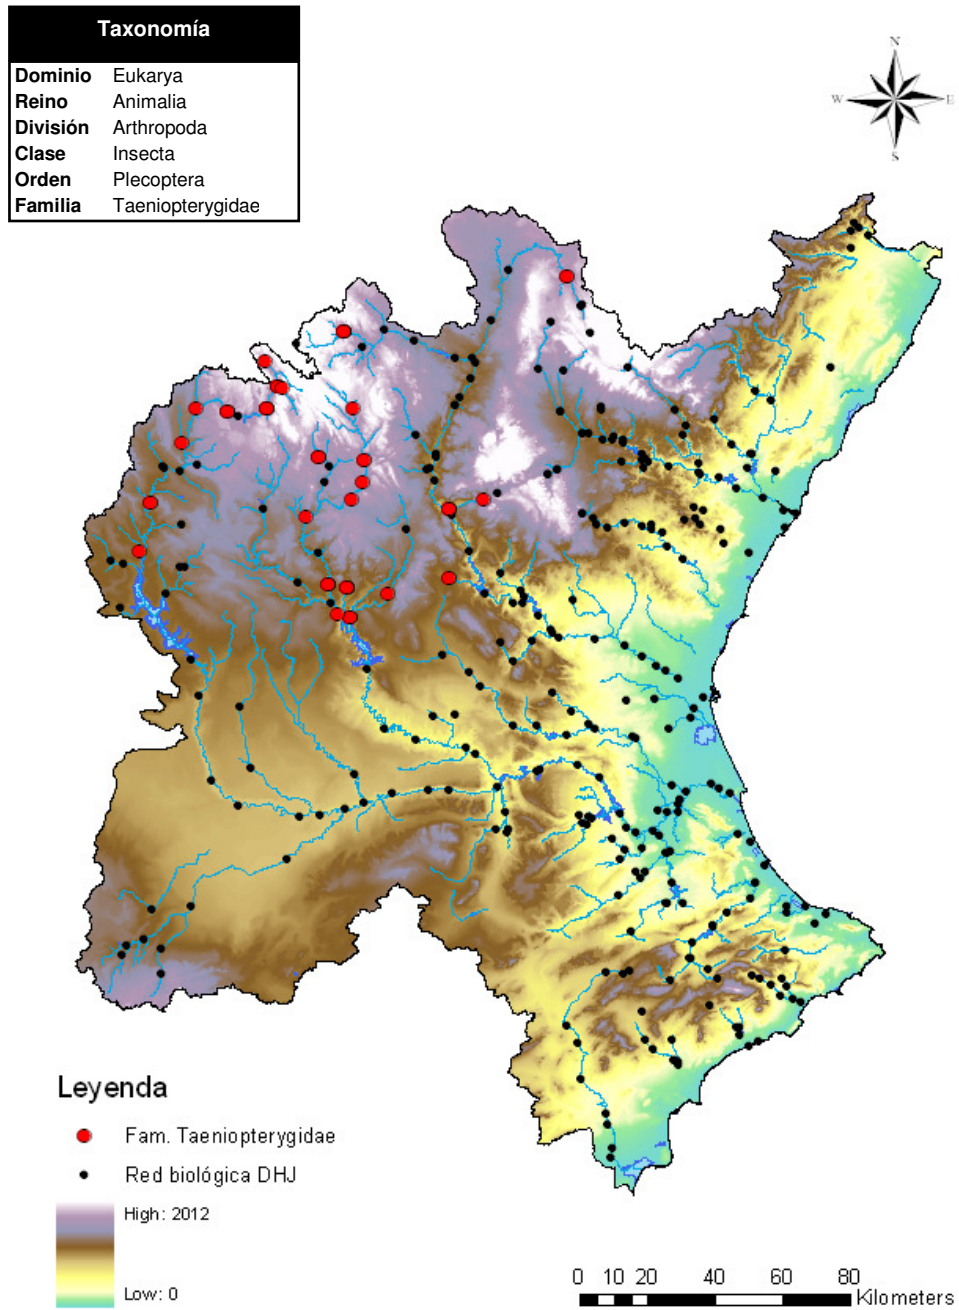 Taxonomía
Dominio Eukarya
Reino Animalia
División Arthropoda
Clase Insecta
Orden Plecoptera
Familia Taeniopterygidae
N
W E
S
Leyenda
Fam. Taeniopterygidae
Red biológica DHJ
High: 2012
Low: 0
0 10 20 40 60 80
Kilometers